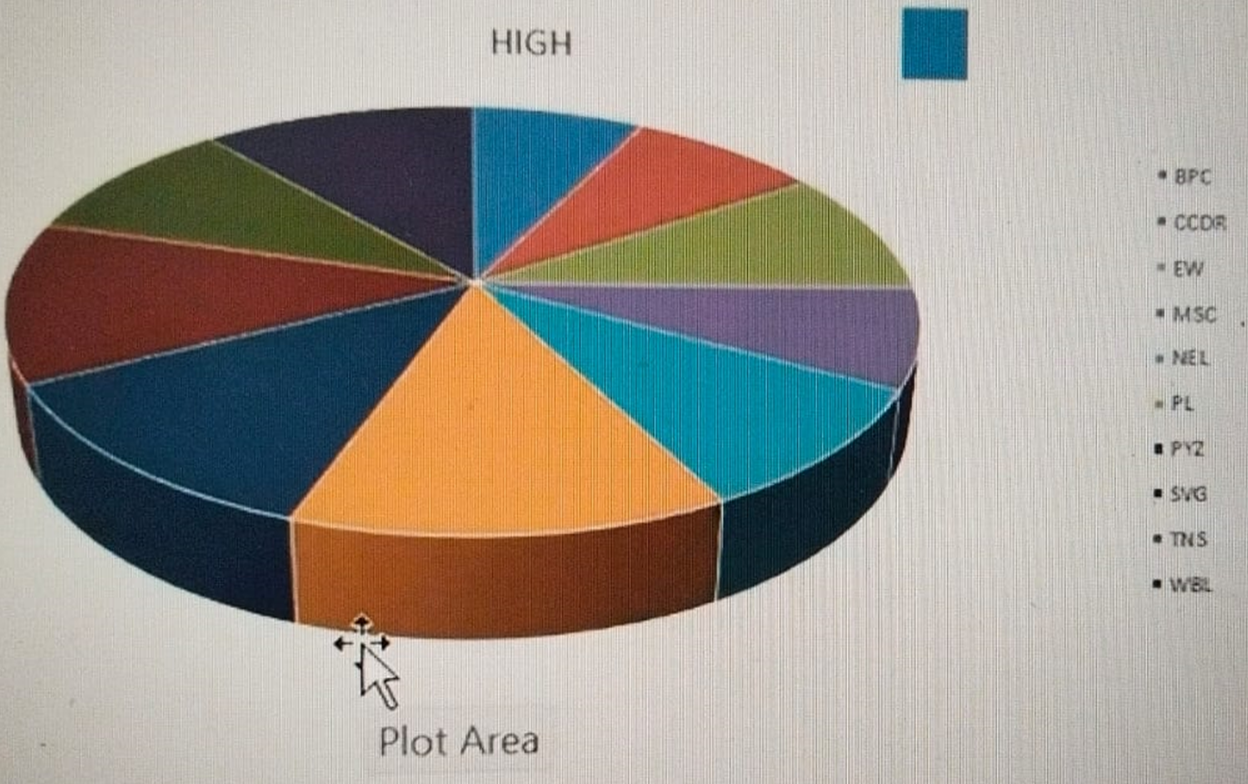 HIGH
BPC
CCDR
EW
MSC
NEL
PL
PYZ
SVG
TNS
WBL
Plot Area